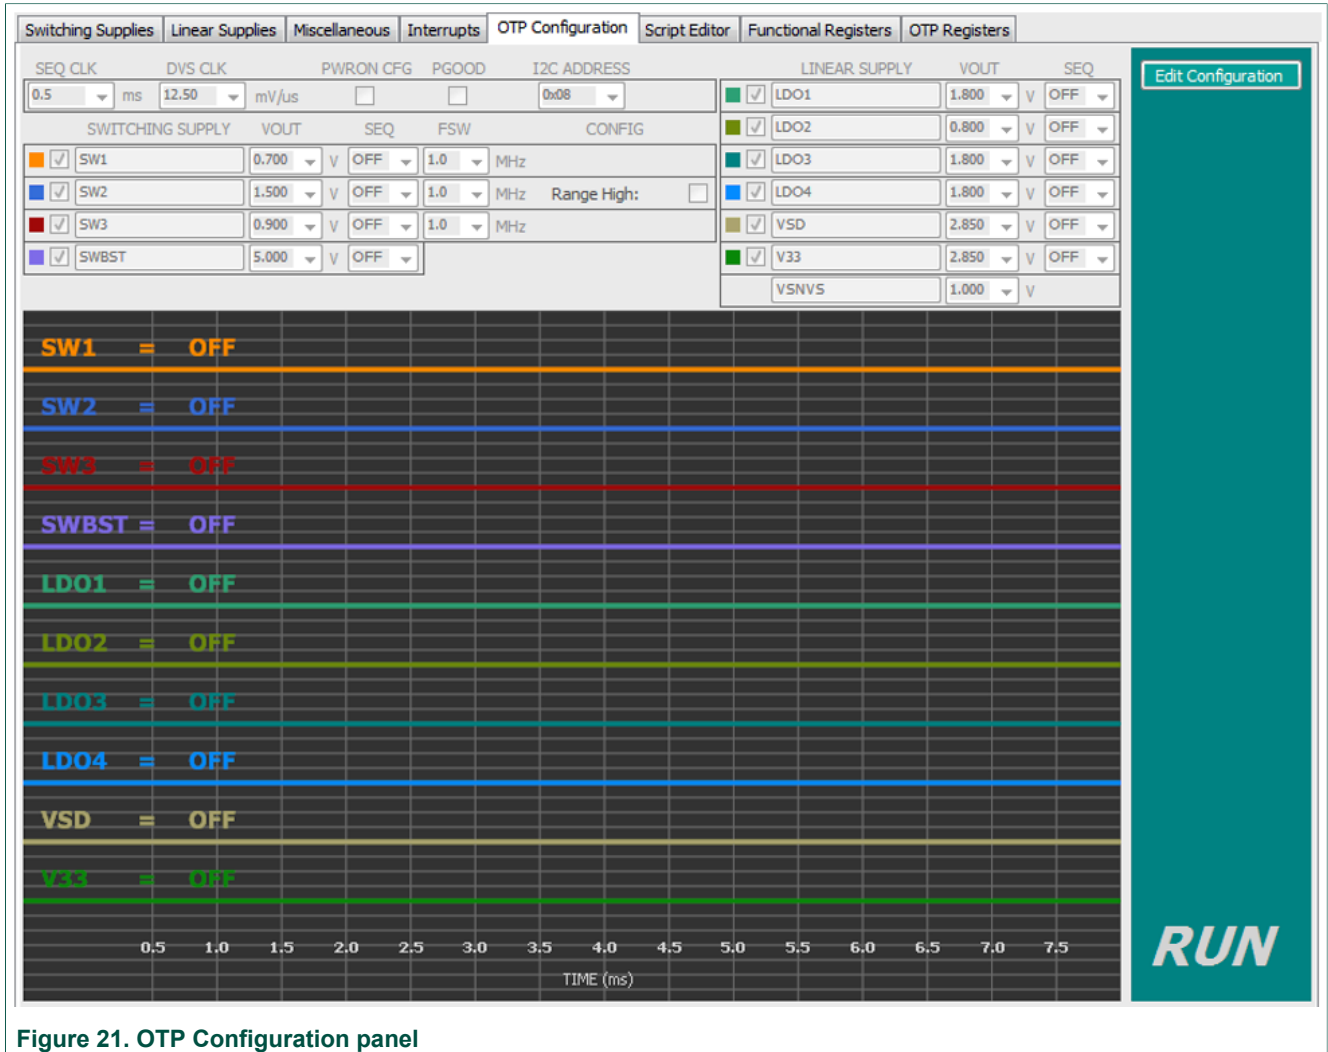 Switching Supplies Linear Supplies Miscellaneous Interrupts OTP Configuration Script Editor Functional Registers OTP Registers
SEQ CLK DVS CLK PWRON CFG PGOOD I2C ADDRESS
0.5 ms 12.50 mV/us 0x08
SWITCHING SUPPLY VOUT SEQ FSW CONFIG
SW1 0.700 V OFF 1.0 MHz
SW2 1.500 V OFF 1.0 MHz Range High:
SW3 0.900 V OFF 1.0 MHz
SWBST 5.000 V OFF
LINEAR SUPPLY VOUT SEQ
LDO1 1.800 V OFF
LDO2 0.800 V OFF
LDO3 1.800 V OFF
LDO4 1.800 V OFF
VSD 2.850 V OFF
V33 2.850 V OFF
VSNVS 1.000 V
Edit Configuration
SW1 = OFF
SW2 = OFF
SW3 = OFF
SWBST = OFF
LDO1 = OFF
LDO2 = OFF
LDO3 = OFF
LDO4 = OFF
VSD = OFF
V33 = OFF
0.5 1.0 1.5 2.0 2.5 3.0 3.5 4.0 4.5 5.0 5.5 6.0 6.5 7.0 7.5
TIME (ms)
RUN
Figure 21. OTP Configuration panel